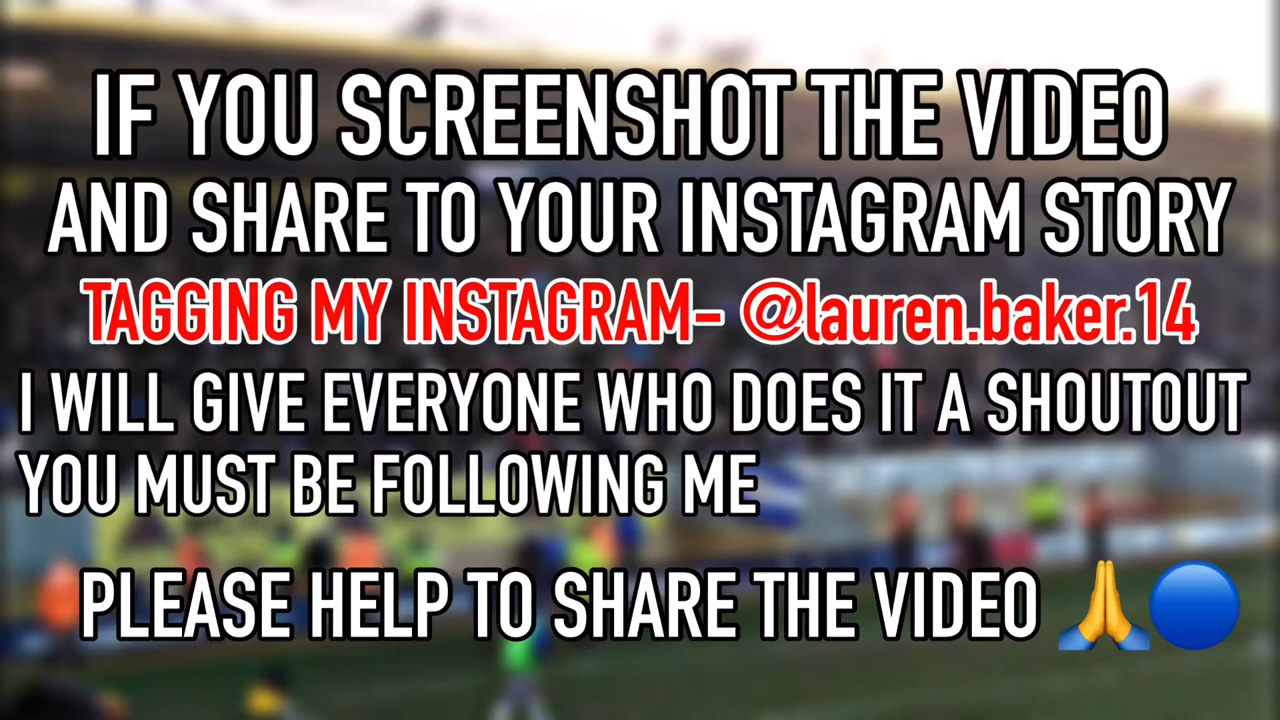 IF YOU SCREENSHOT THE VIDEO
AND SHARE TO YOUR INSTAGRAM STORY
TAGGING MY INSTAGRAM- @lauren.baker.14
I WILL GIVE EVERYONE WHO DOES IT A SHOUTOUT
YOU MUST BE FOLLOWING ME
PLEASE HELP TO SHARE THE VIDEO 🙏🔵